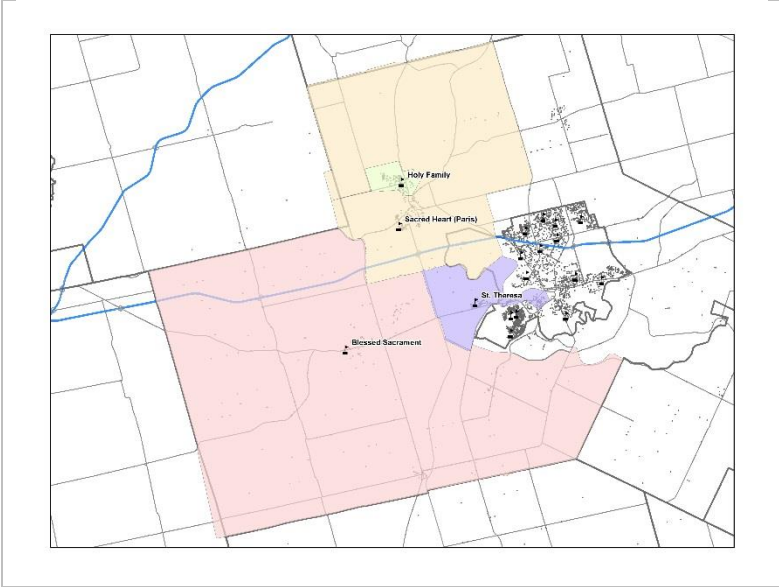 Holy Family
Sacred Heart (Paris)
St. Theresa
Blessed Sacrament